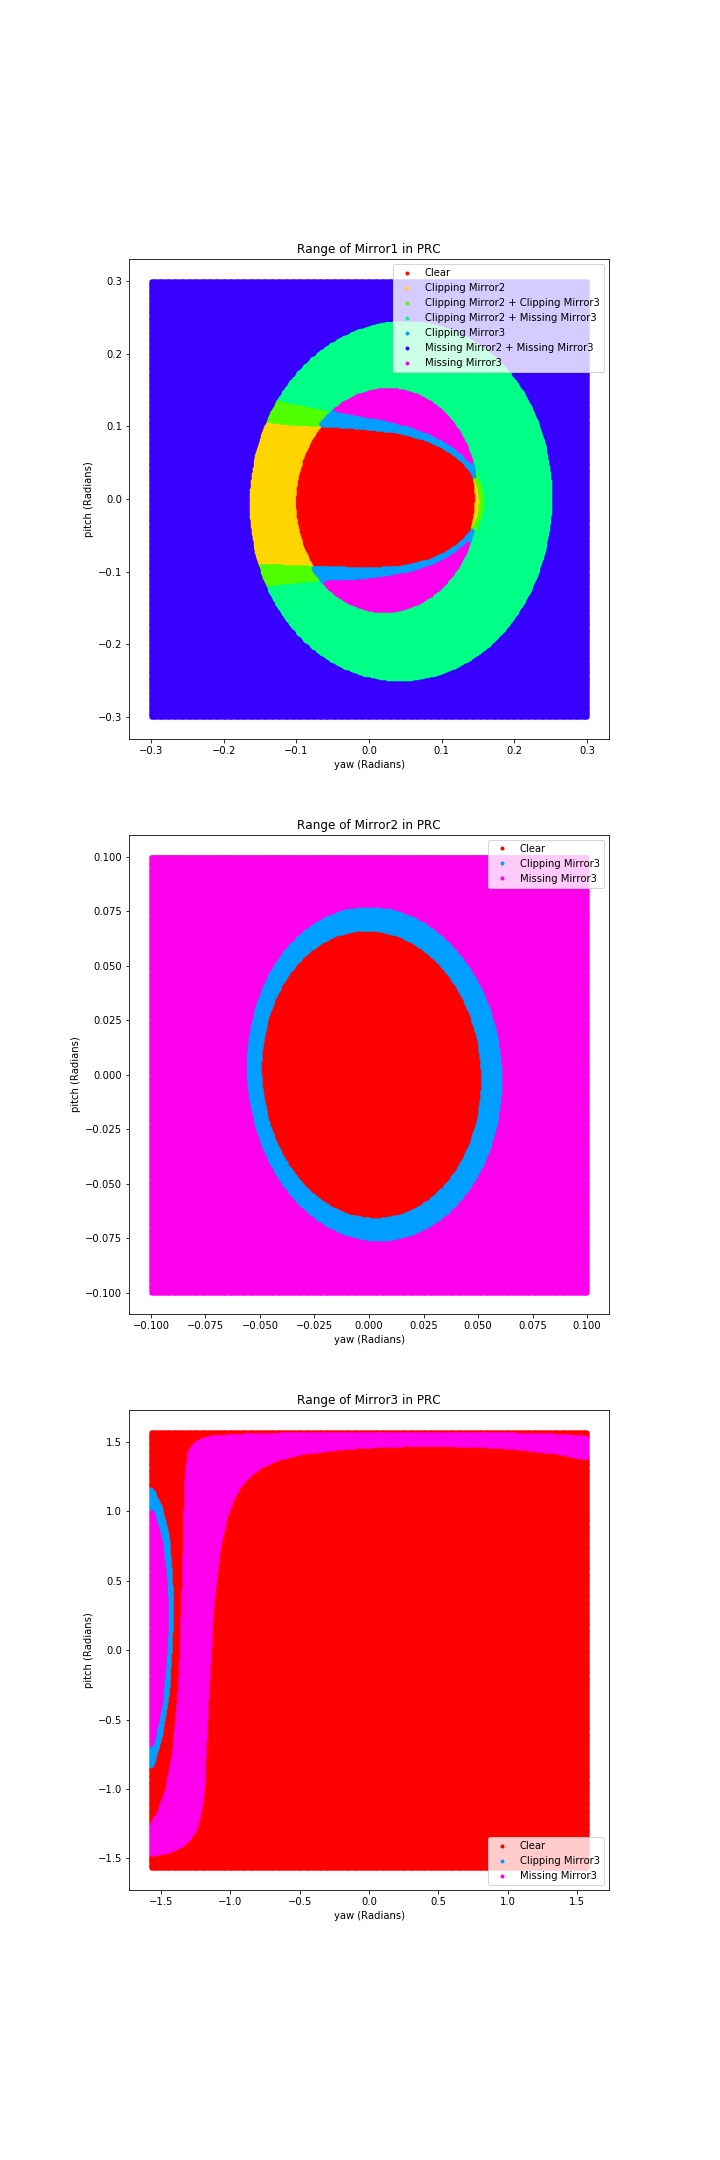 Range of Mirror1 in PRC
Clear
Clipping Mirror2
Clipping Mirror2 + Clipping Mirror3
Clipping Mirror2 + Missing Mirror3
Clipping Mirror3
Missing Mirror2 + Missing Mirror3
Missing Mirror3
0.3
0.2
0.1
0.0
−0.1
−0.2
−0.3
pitch (Radians)
−0.3 −0.2 −0.1 0.0 0.1 0.2 0.3
yaw (Radians)
Range of Mirror2 in PRC
Clear
Clipping Mirror3
Missing Mirror3
0.100
0.075
0.050
0.025
0.000
−0.025
−0.050
−0.075
−0.100
pitch (Radians)
−0.100 −0.075 −0.050 −0.025 0.000 0.025 0.050 0.075 0.100
yaw (Radians)
Range of Mirror3 in PRC
1.5
1.0
0.5
0.0
−0.5
−1.0
−1.5
pitch (Radians)
Clear
Clipping Mirror3
Missing Mirror3
−1.5 −1.0 −0.5 0.0 0.5 1.0 1.5
yaw (Radians)